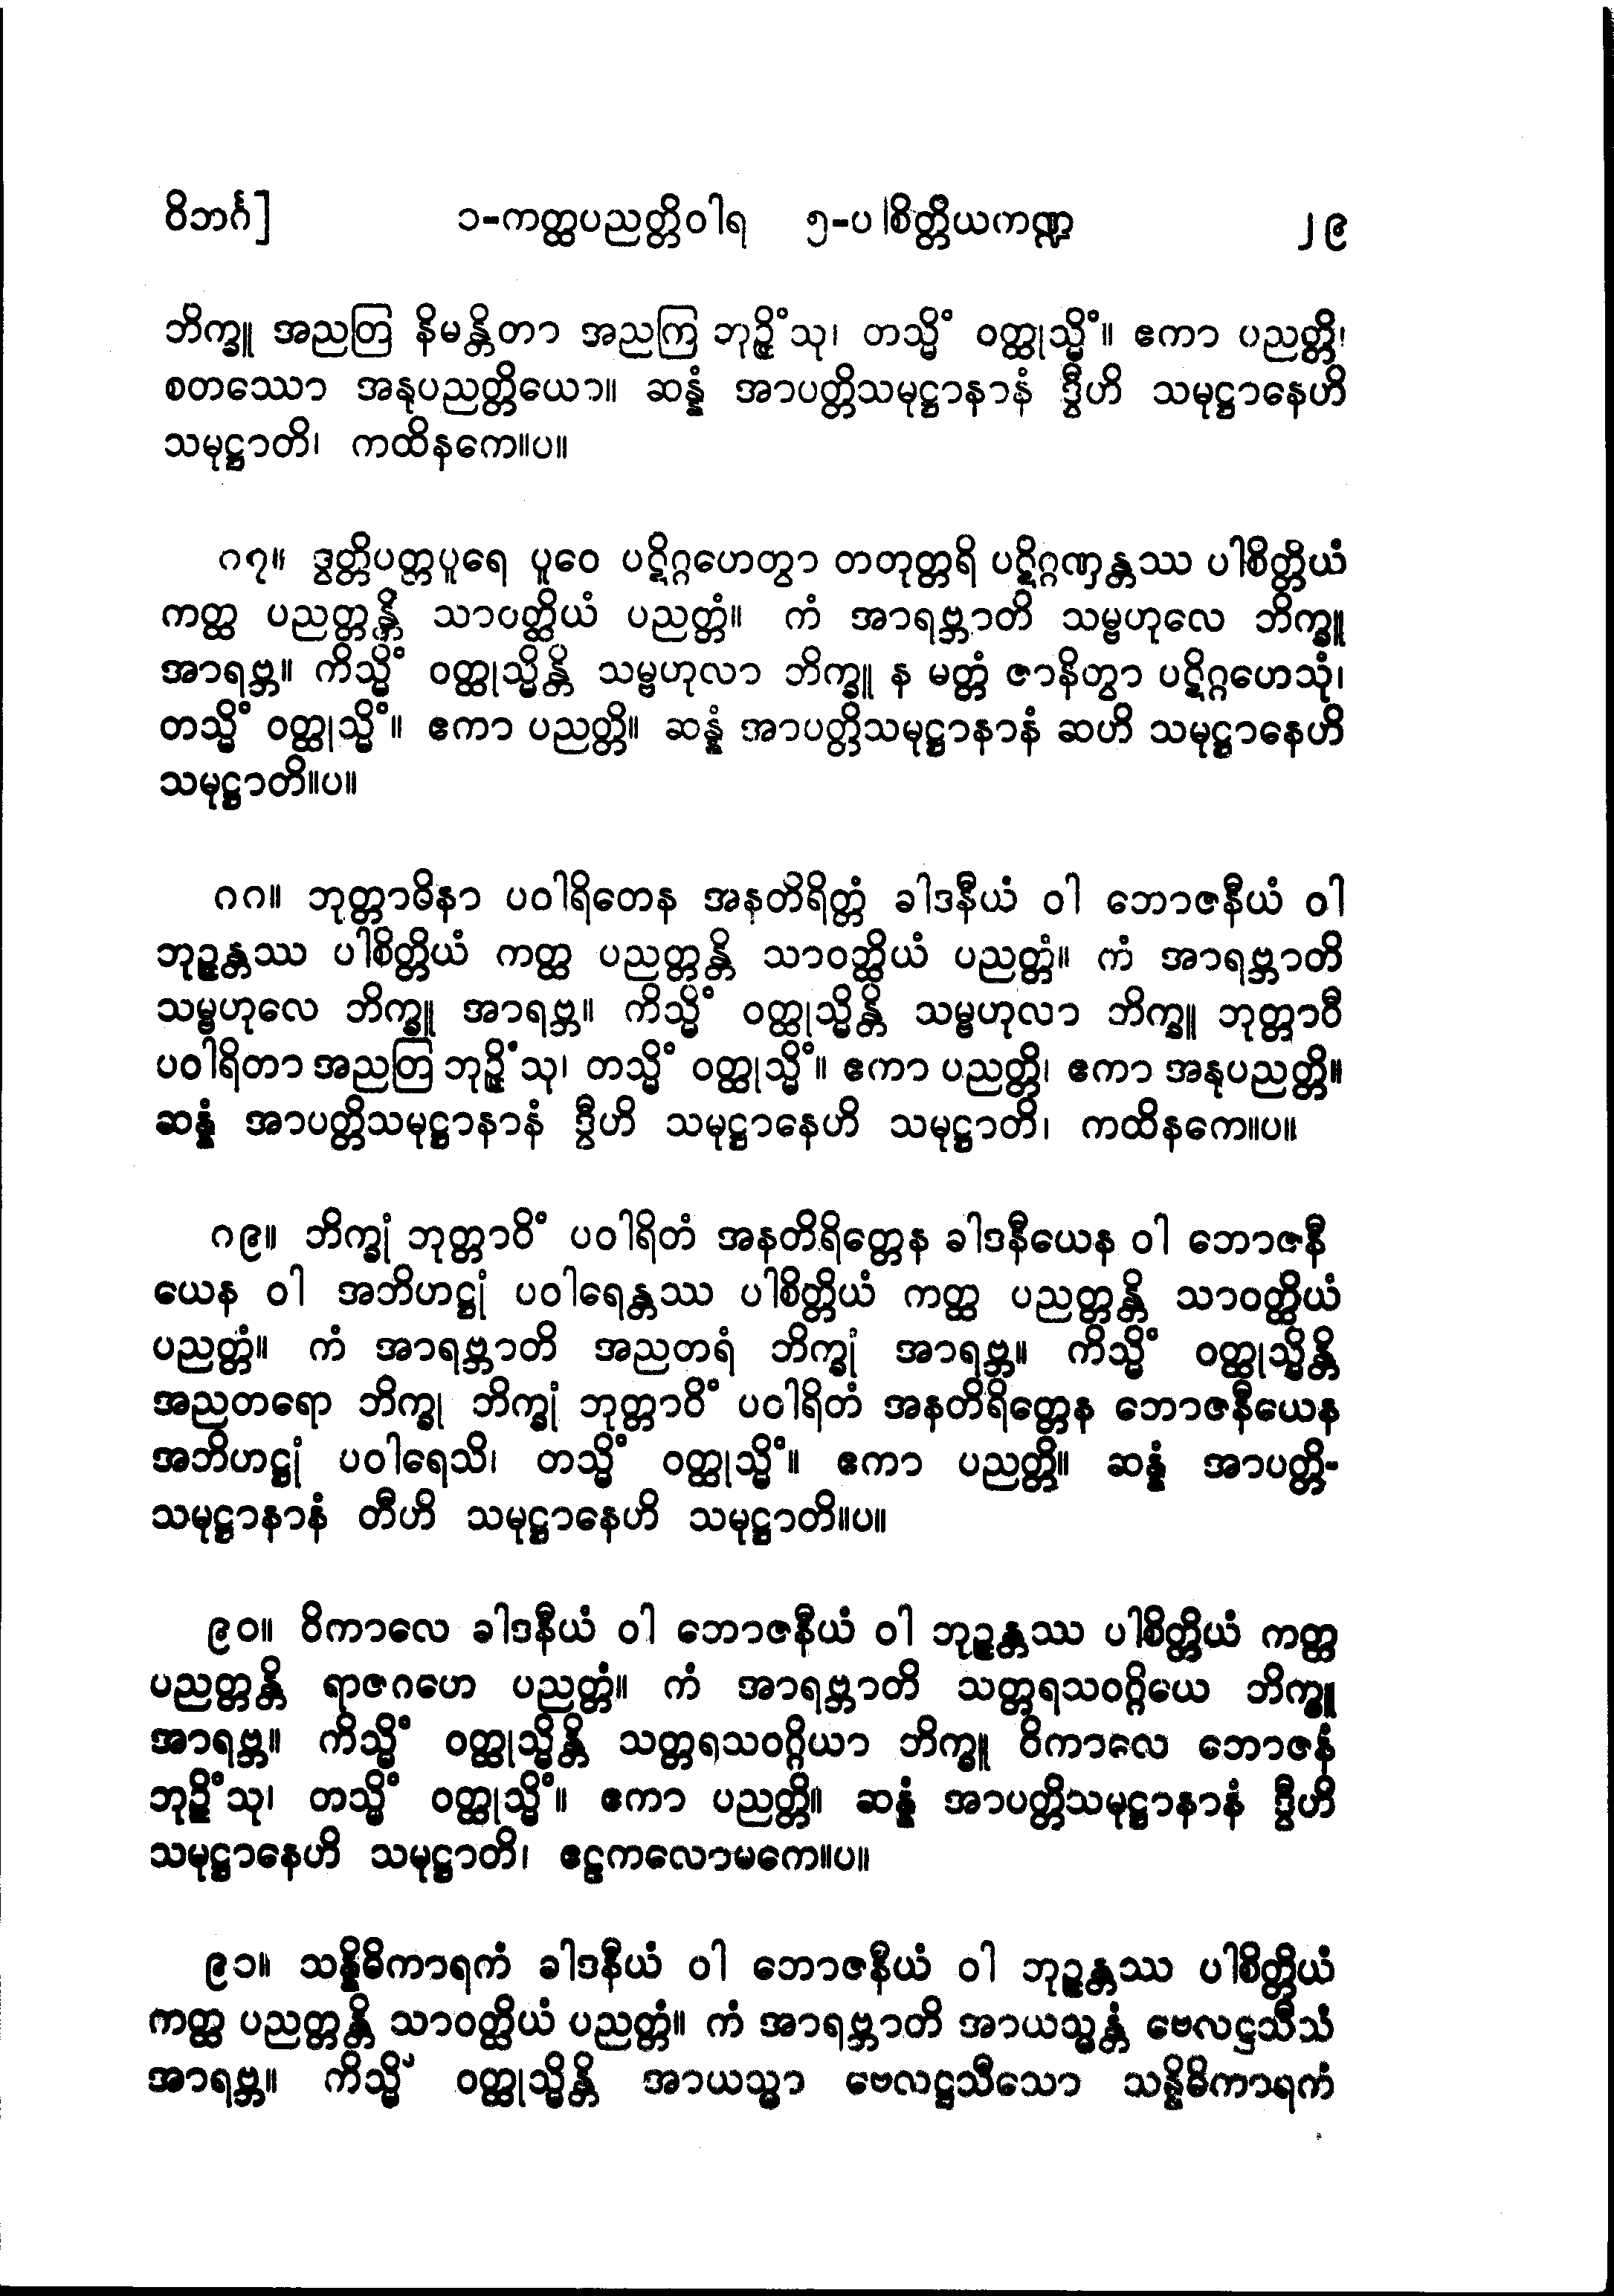 ဝိဘင်္ဂ] ၁-ကတ္ထပညတ္တိဝါရ ၅-ပါစိတ္တိယကဏ္ဍ ၂၉
ဘိက္ခူ အညတြ နိမန္တိတာ အညတြ ဘုဉ္ဇိံသု၊ တသ္မိံ ဝတ္ထုသ္မိံ။ ဧကာ ပညတ္တိ၊
စတဿော အနုပညတ္တိယော။ ဆန္နံ အာပတ္တိသမုဋ္ဌာနာနံ ဒွီဟိ သမုဋ္ဌာနေဟိ
သမုဋ္ဌာတိ၊ ကထိနကေ။ပ။
၈၇။ ဒွတ္တိပတ္တပူရေ ပူဝေ ပဋိဂ္ဂဟေတွာ တတုတ္တရိ ပဋိဂ္ဂဏှန္တဿ ပါစိတ္တိယံ
ကတ္ထ ပညတ္တန္တိ သာဝတ္ထိယံ ပညတ္တံ။ ကံ အာရဗ္ဘာတိ သမ္ဗဟုလေ ဘိက္ခူ
အာရဗ္ဘ။ ကိသ္မိံ ဝတ္ထုသ္မိန္တိ သမ္ဗဟုလာ ဘိက္ခူ န မတ္တံ ဇာနိတွာ ပဋိဂ္ဂဟေသုံ၊
တသ္မိံ ဝတ္ထုသ္မိံ။ ဧကာ ပညတ္တိ။ ဆန္နံ အာပတ္တိသမုဋ္ဌာနာနံ ဆဟိ သမုဋ္ဌာနေဟိ
သမုဋ္ဌာတိ။ပ။
၈၈။ ဘုတ္တာဝိနာ ပဝါရိတေန အနတိရိတ္တံ ခါဒနီယံ ဝါ ဘောဇနီယံ ဝါ
ဘုဉ္ဇန္တဿ ပါစိတ္တိယံ ကတ္ထ ပညတ္တန္တိ သာဝတ္ထိယံ ပညတ္တံ။ ကံ အာရဗ္ဘာတိ
သမ္ဗဟုလေ ဘိက္ခူ အာရဗ္ဘ။ ကိသ္မိံ ဝတ္ထုသ္မိန္တိ သမ္ဗဟုလာ ဘိက္ခူ ဘုတ္တာဝီ
ပဝါရိတာ အညတြ ဘုဉ္ဇိံသု၊ တသ္မိံ ဝတ္ထုသ္မိံ။ ဧကာ ပညတ္တိ၊ ဧကာ အနုပညတ္တိ။
ဆန္နံ အာပတ္တိသမုဋ္ဌာနာနံ ဒွီဟိ သမုဋ္ဌာနေဟိ သမုဋ္ဌာတိ၊ ကထိနကေ။ပ။
၈၉။ ဘိက္ခုံ ဘုတ္တာဝိံ ပဝါရိတံ အနတိရိတ္တေန ခါဒနီယေန ဝါ ဘောဇနီ
ယေန ဝါ အဘိဟဋ္ဌုံ ပဝါရေန္တဿ ပါစိတ္တိယံ ကတ္ထ ပညတ္တန္တိ သာဝတ္ထိယံ
ပညတ္တံ။ ကံ အာရဗ္ဘာတိ အညတရံ ဘိက္ခုံ အာရဗ္ဘ။ ကိသ္မိံ ဝတ္ထုသ္မိန္တိ
အညတရော ဘိက္ခု ဘိက္ခုံ ဘုတ္တာဝိံ ပဝါရိတံ အနတိရိတ္တေန ဘောဇနီယေန
အဘိဟဋ္ဌုံ ပဝါရေသိ၊ တသ္မိံ ဝတ္ထုသ္မိံ။ ဧကာ ပညတ္တိ။ ဆန္နံ အာပတ္တိ-
သမုဋ္ဌာနာနံ တီဟိ သမုဋ္ဌာနေဟိ သမုဋ္ဌာတိ။ပ။
၉၀။ ဝိကာလေ ခါဒနီယံ ဝါ ဘောဇနီယံ ဝါ ဘုဉ္ဇန္တဿ ပါစိတ္တိယံ ကတ္ထ
ပညတ္တန္တိ ရာဇဂဟေ ပညတ္တံ။ ကံ အာရဗ္ဘာတိ သတ္တရသဝဂ္ဂိယေ ဘိက္ခူ
အာရဗ္ဘ။ ကိသ္မိံ ဝတ္ထုသ္မိန္တိ သတ္တရသဝဂ္ဂိယာ ဘိက္ခူ ဝိကာလေ ဘောဇနံ
ဘုဉ္ဇိံသု၊ တသ္မိံ ဝတ္ထုသ္မိံ။ ဧကာ ပညတ္တိ။ ဆန္နံ အာပတ္တိသမုဋ္ဌာနာနံ ဒွီဟိ
သမုဋ္ဌာနေဟိ သမုဋ္ဌာတိ၊ ဧဠကလောမကေ။ပ။
၉၁။ သန္နိဓိကာရကံ ခါဒနီယံ ဝါ ဘောဇနီယံ ဝါ ဘုဉ္ဇန္တဿ ပါစိတ္တိယံ
ကတ္ထ ပညတ္တန္တိ သာဝတ္ထိယံ ပညတ္တံ။ ကံ အာရဗ္ဘာတိ အာယသ္မန္တံ ဗေလဋ္ဌသီသံ
အာရဗ္ဘ။ ကိသ္မိံ ဝတ္ထုသ္မိန္တိ အာယသ္မာ ဗေလဋ္ဌသီသော သန္နိဓိကာရကံ